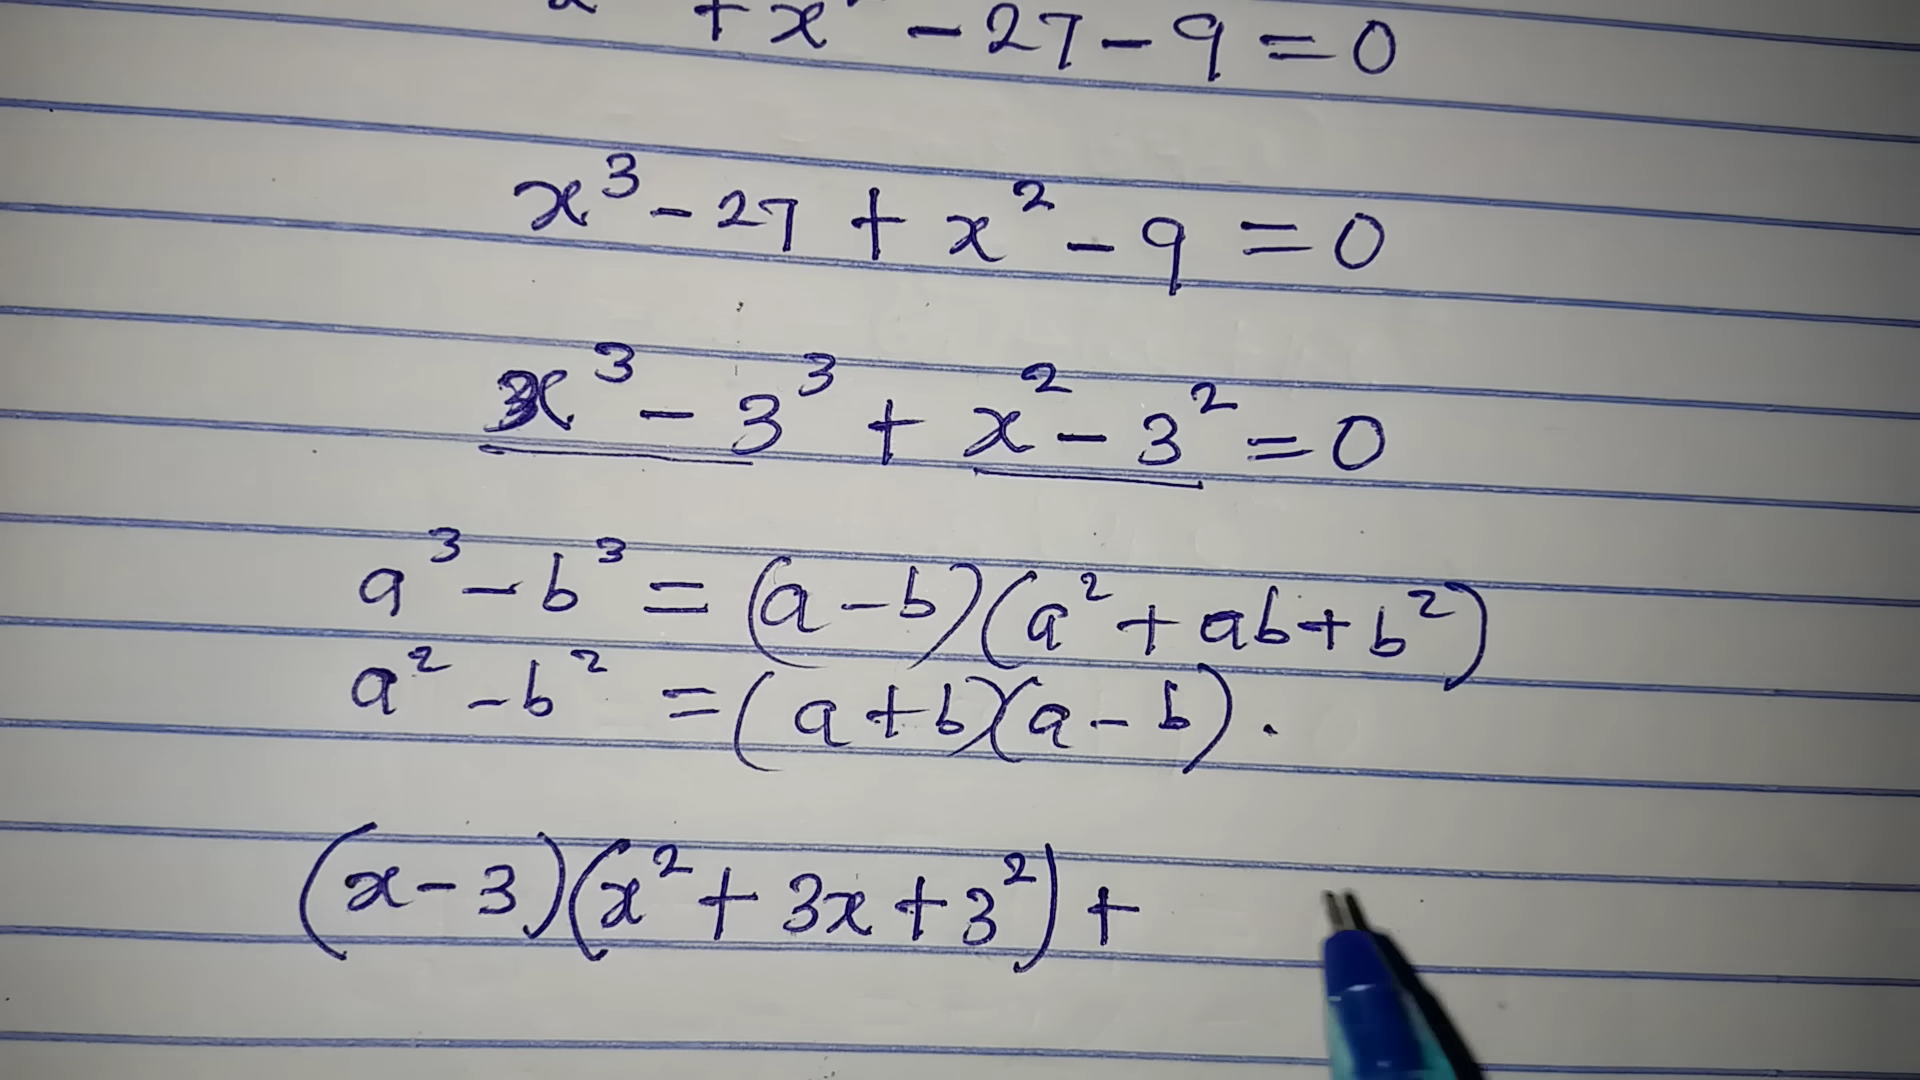 + x² - 27 - 9 = 0
x³ - 27 + x² - 9 = 0
x³ - 3³ + x² - 3² = 0
a³ - b³ = (a - b)(a² + ab + b²)
a² - b² = (a + b)(a - b).
(x - 3)(x² + 3x + 3²) +